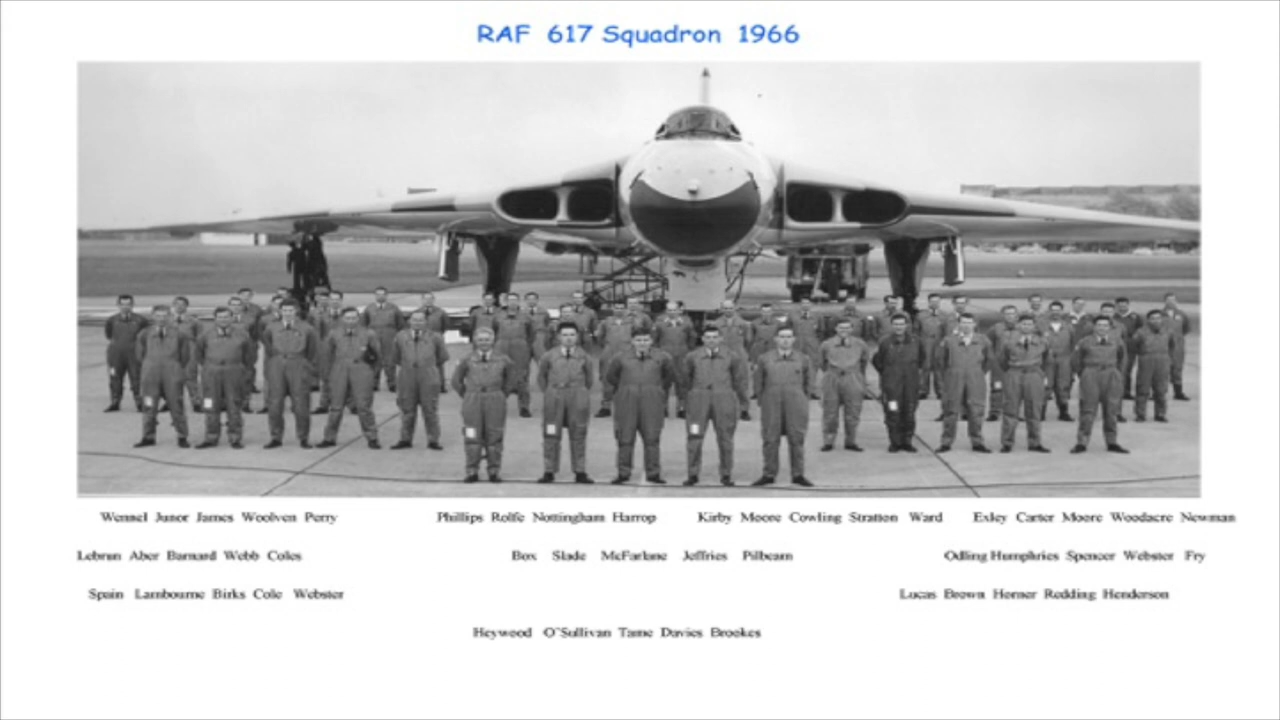 RAF 617 Squadron 1966
Wennel Junor James Woolven Perry Phillips Rolfe Nottingham Harrop Kirby Moore Cowling Stratton Ward Exley Carter Moore Woodacre Newman
Lebrun Aber Barnard Webb Coles Box Slade McFarlane Jeffries Pilbeam Odling Humphries Spencer Webster Fry
Spain Lambourne Birks Cole Webster Lucas Brown Horner Redding Henderson
Heywood O'Sullivan Tame Davies Brookes